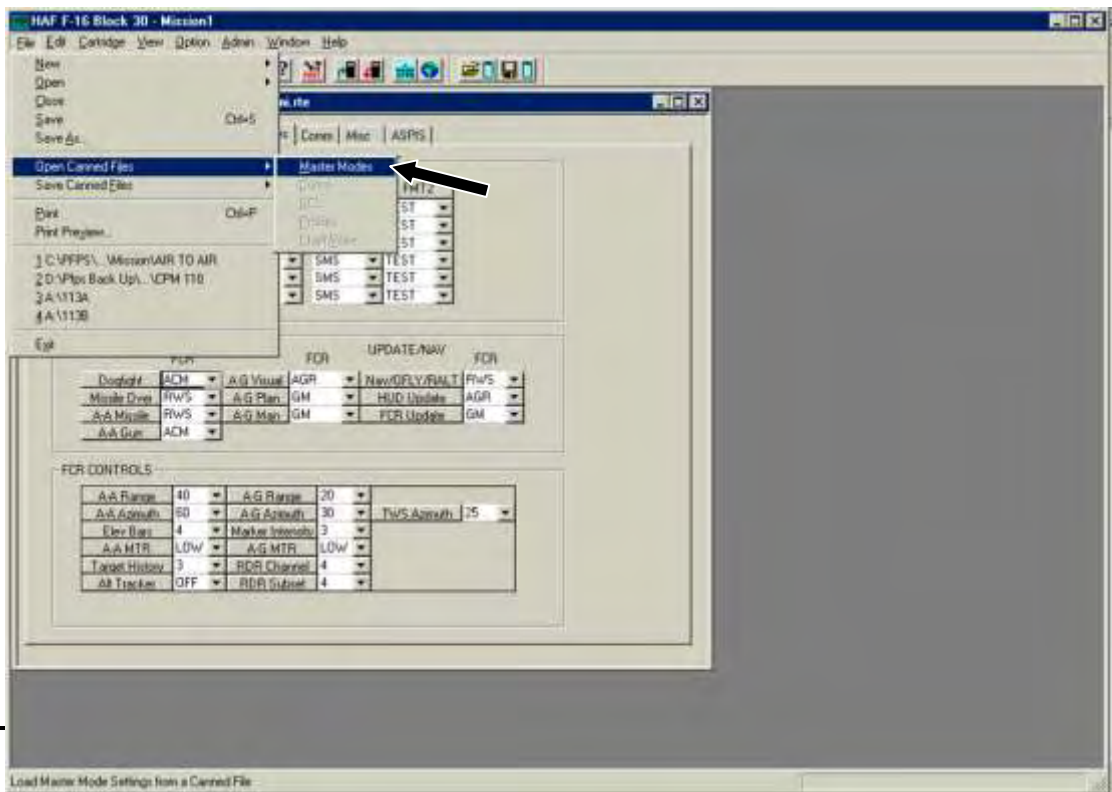 HAF F-16 Block 30 - Mission1
File Edit Cartridge View Option Admin Window Help
New
Open
Close
Save Ctrl+S
Save As..
Open Canned Files
Save Canned Files
Print Ctrl+P
Print Preview...
1 C:\PFPS\...\Mission\AIR TO AIR
2 D:\Pfps Back Up\...\CPM 110
3 A:\113A
4 A:\113B
Exit
Master Modes
Comm
.rte
Comm Misc ASPIS
FMT2
ST
ST
ST
SMS TEST
SMS TEST
SMS TEST
UPDATE/NAV
FCR FCR FCR
Dogfight ACM A-G Visual AGR Nav/DFLY/RALT RWS
Missile Over RWS A-G Plan GM HUD Update AGR
A-A Missile RWS A-G Man GM FCR Update GM
A-A Gun ACM
FCR CONTROLS
A-A Range 40 A-G Range 20
A-A Azimuth 60 A-G Azimuth 30 TWS Azimuth 25
Elev Bars 4 Marker Intensity 3
A-A MTR LOW A-G MTR LOW
Target History 3 RDR Channel 4
Alt Tracker OFF RDR Subset 4
Load Master Mode Settings from a Canned File